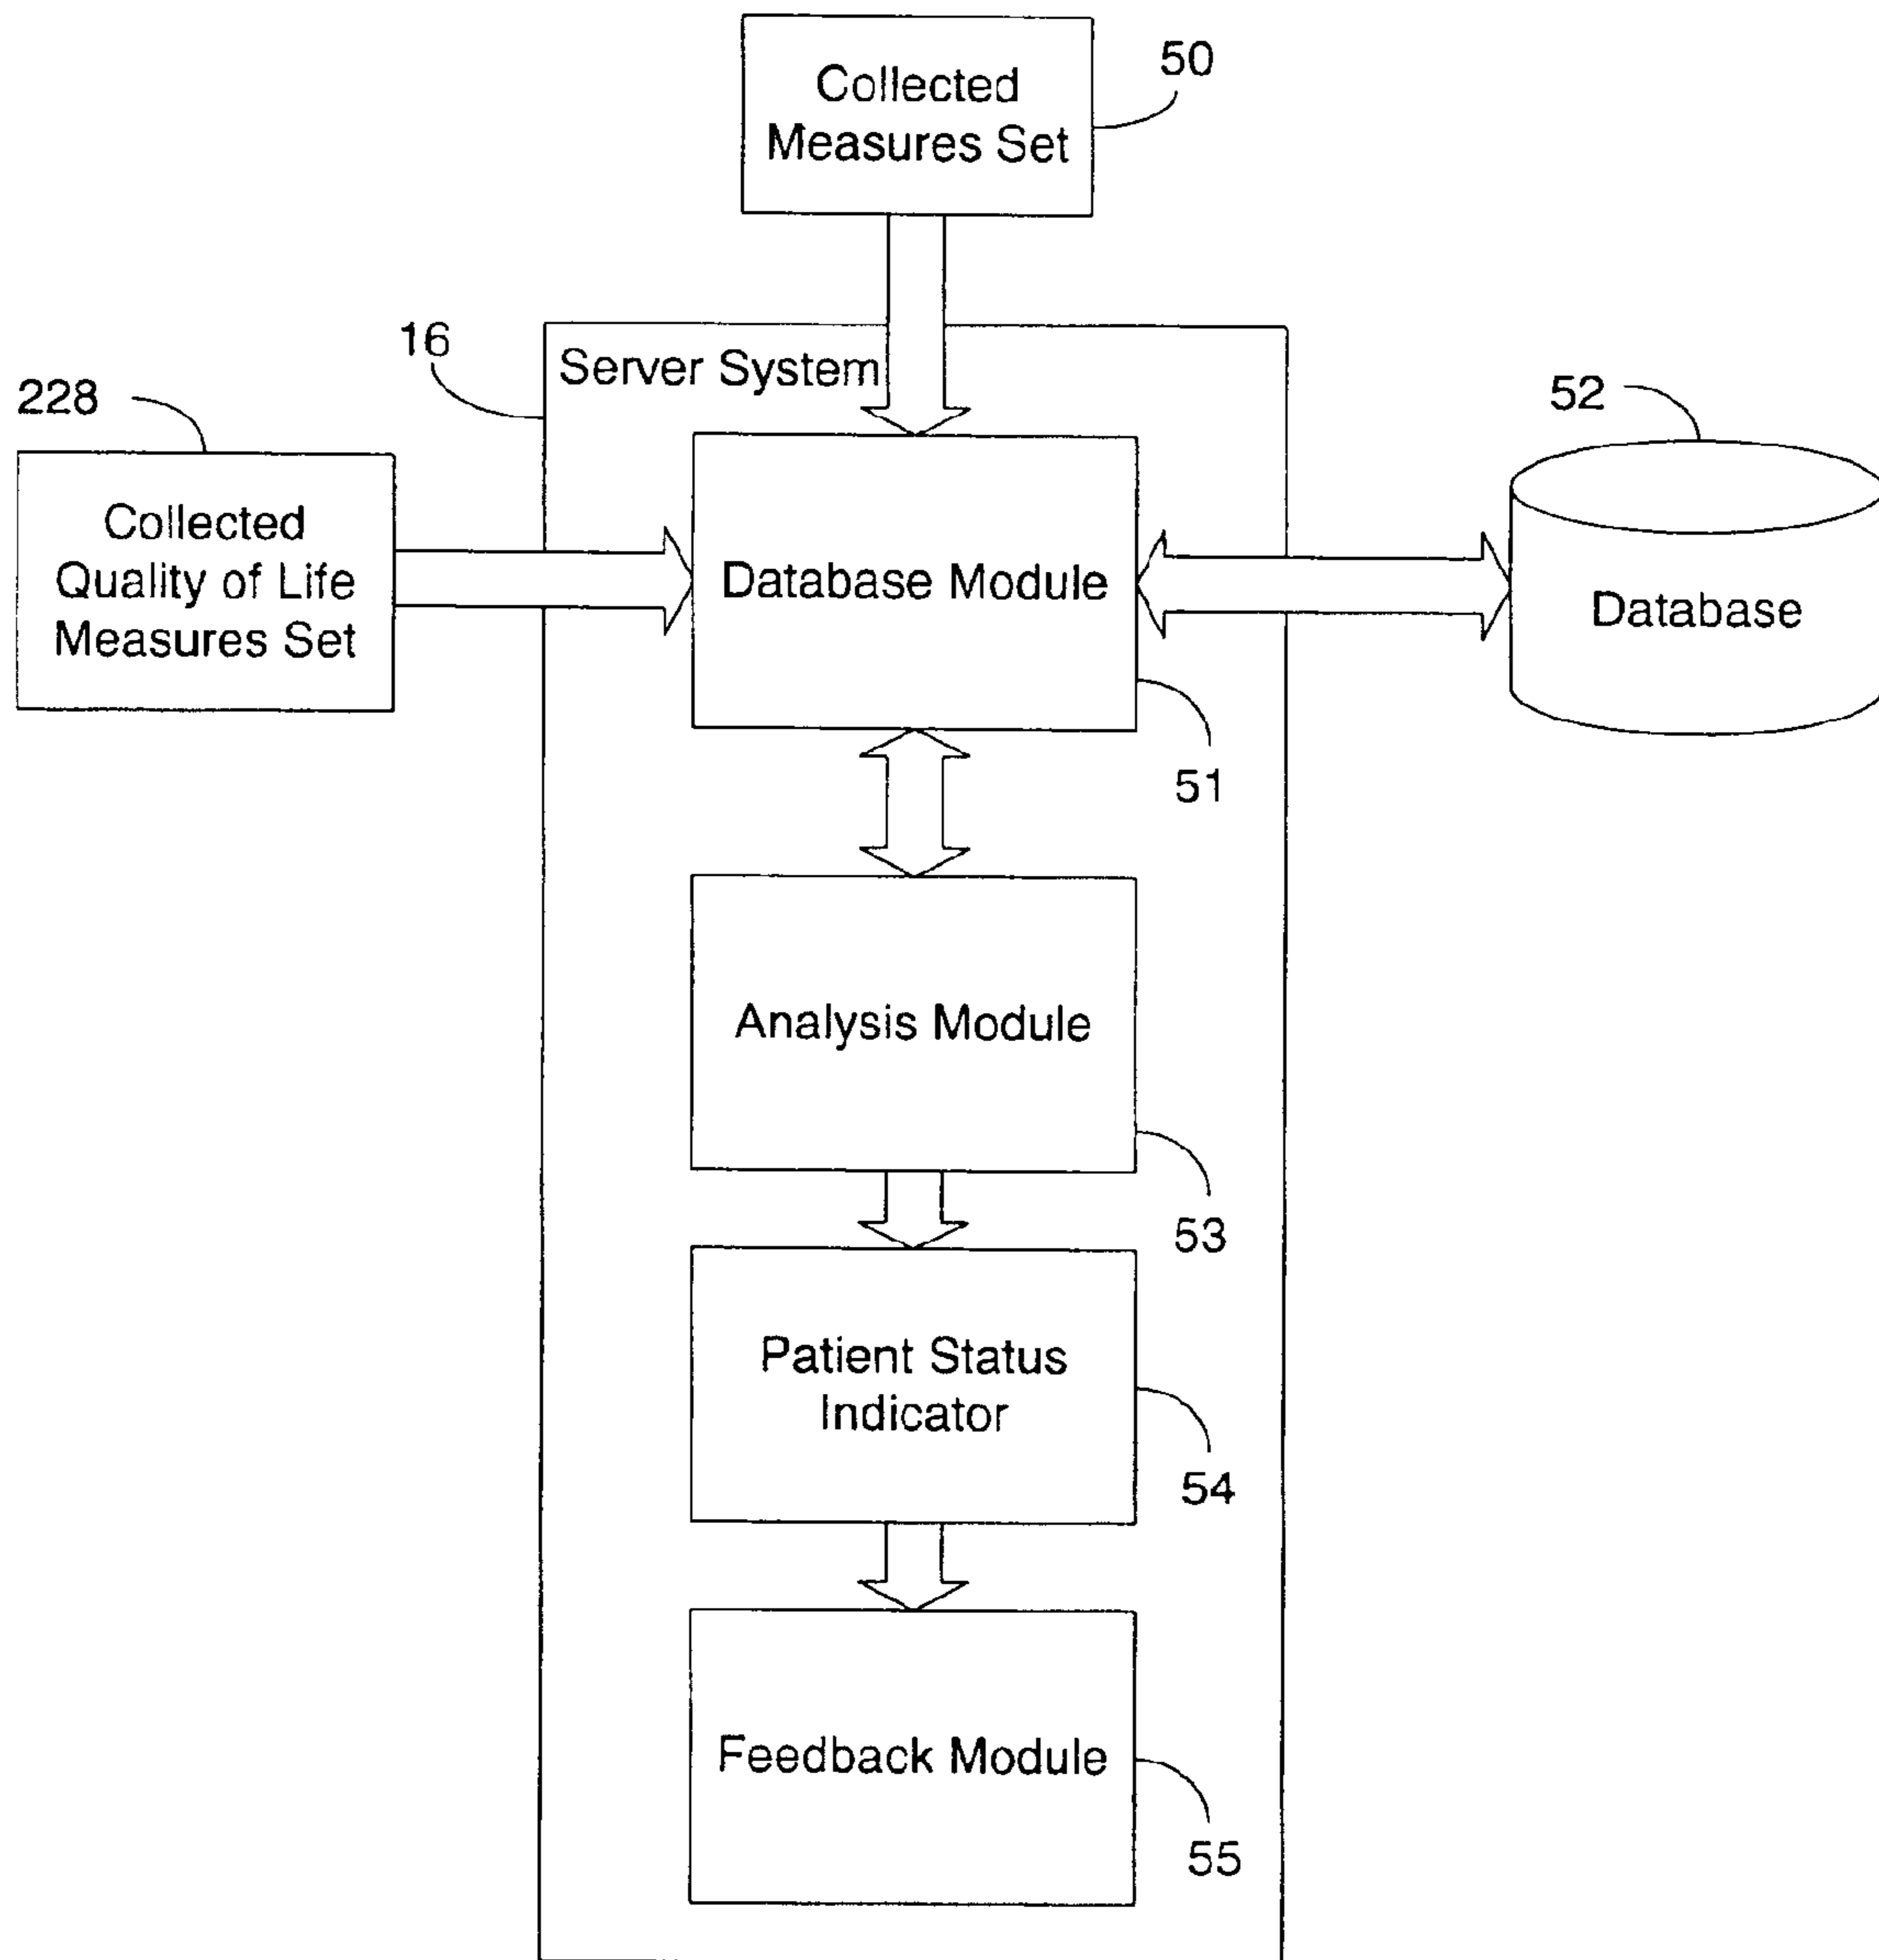 Collected
Measures Set
50
16
Server System
228
Collected
Quality of Life
Measures Set
Database Module
52
Database
51
Analysis Module
53
Patient Status
Indicator
54
Feedback Module
55